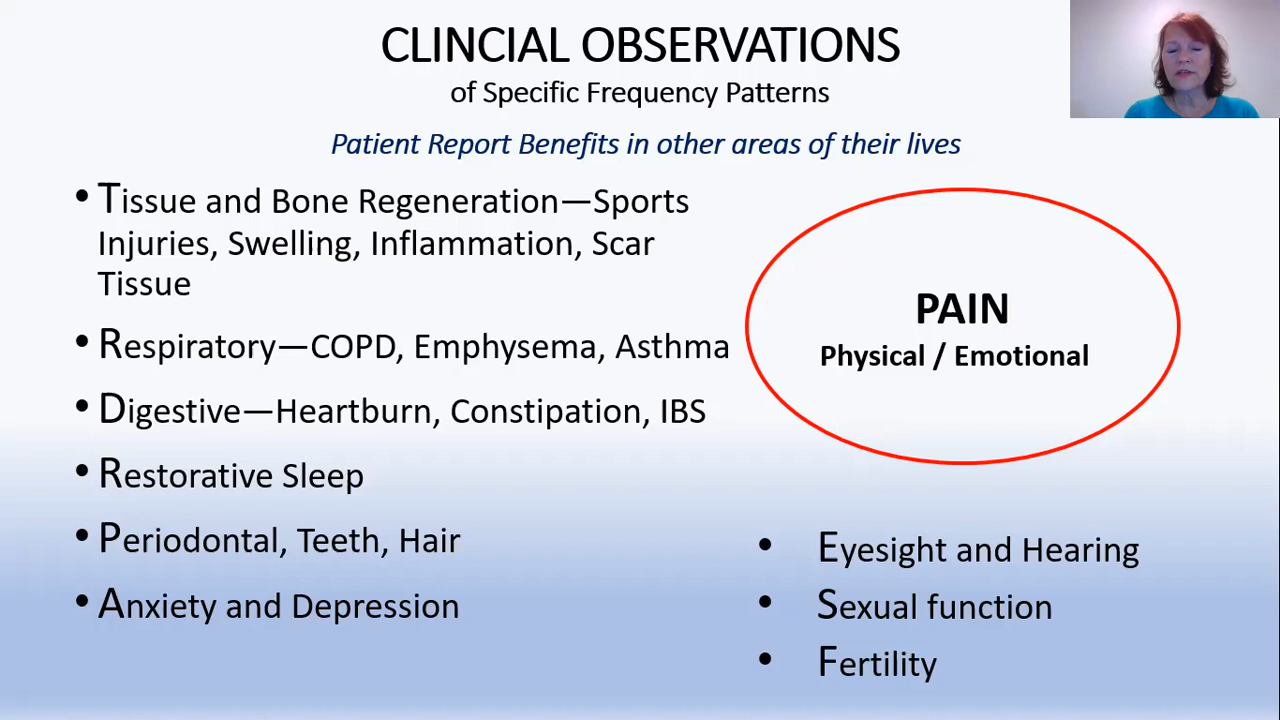 CLINCIAL OBSERVATIONS
of Specific Frequency Patterns
Patient Report Benefits in other areas of their lives
• Tissue and Bone Regeneration—Sports
Injuries, Swelling, Inflammation, Scar
Tissue
• Respiratory—COPD, Emphysema, Asthma
• Digestive—Heartburn, Constipation, IBS
• Restorative Sleep
• Periodontal, Teeth, Hair
• Anxiety and Depression
PAIN
Physical / Emotional
• Eyesight and Hearing
• Sexual function
• Fertility